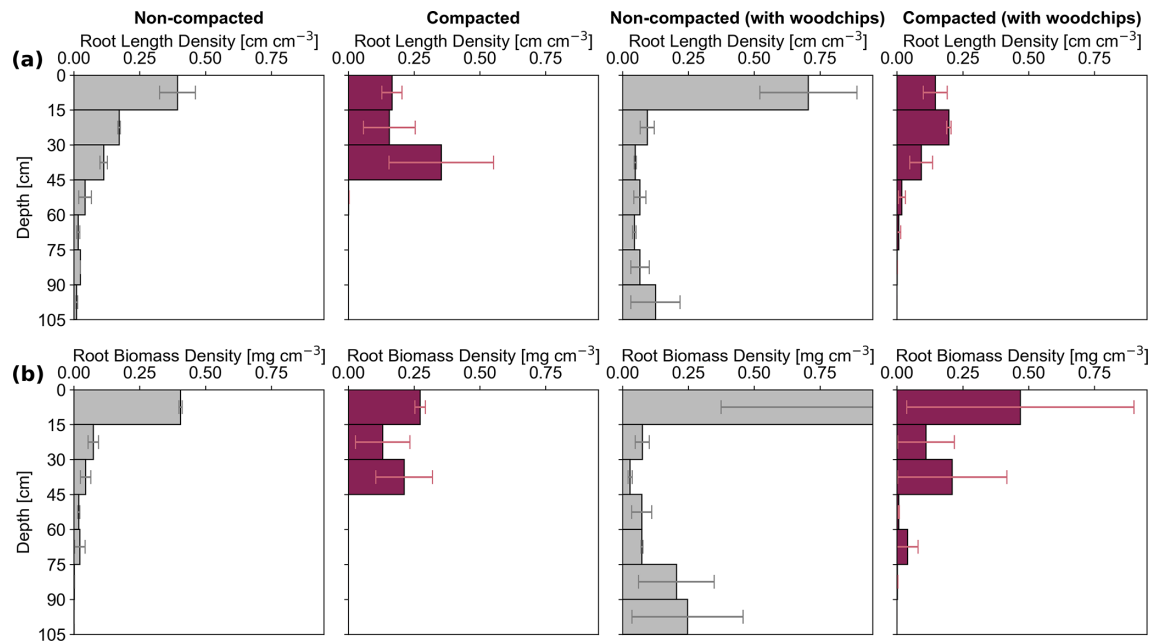 Non-compacted Compacted Non-compacted (with woodchips) Compacted (with woodchips)
Root Length Density [cm cm⁻³] Root Length Density [cm cm⁻³] Root Length Density [cm cm⁻³] Root Length Density [cm cm⁻³]
(a) 0.00 0.25 0.50 0.75 0.00 0.25 0.50 0.75 0.00 0.25 0.50 0.75 0.00 0.25 0.50 0.75
0
15
30
45
60
75
90
105
Depth [cm]
Root Biomass Density [mg cm⁻³] Root Biomass Density [mg cm⁻³] Root Biomass Density [mg cm⁻³] Root Biomass Density [mg cm⁻³]
(b) 0.00 0.25 0.50 0.75 0.00 0.25 0.50 0.75 0.00 0.25 0.50 0.75 0.00 0.25 0.50 0.75
0
15
30
45
60
75
90
105
Depth [cm]